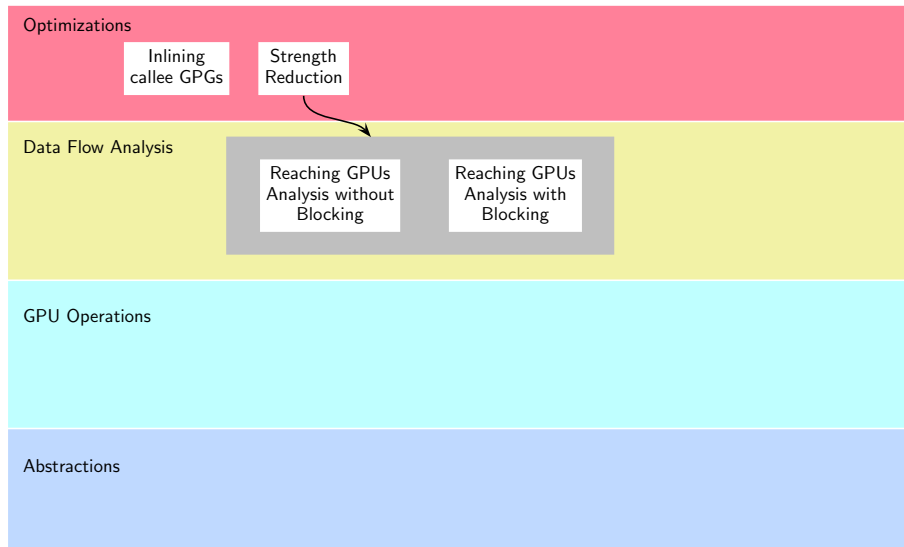 Optimizations
Inlining
callee GPGs
Strength
Reduction
Data Flow Analysis
Reaching GPUs
Analysis without
Blocking
Reaching GPUs
Analysis with
Blocking
GPU Operations
Abstractions